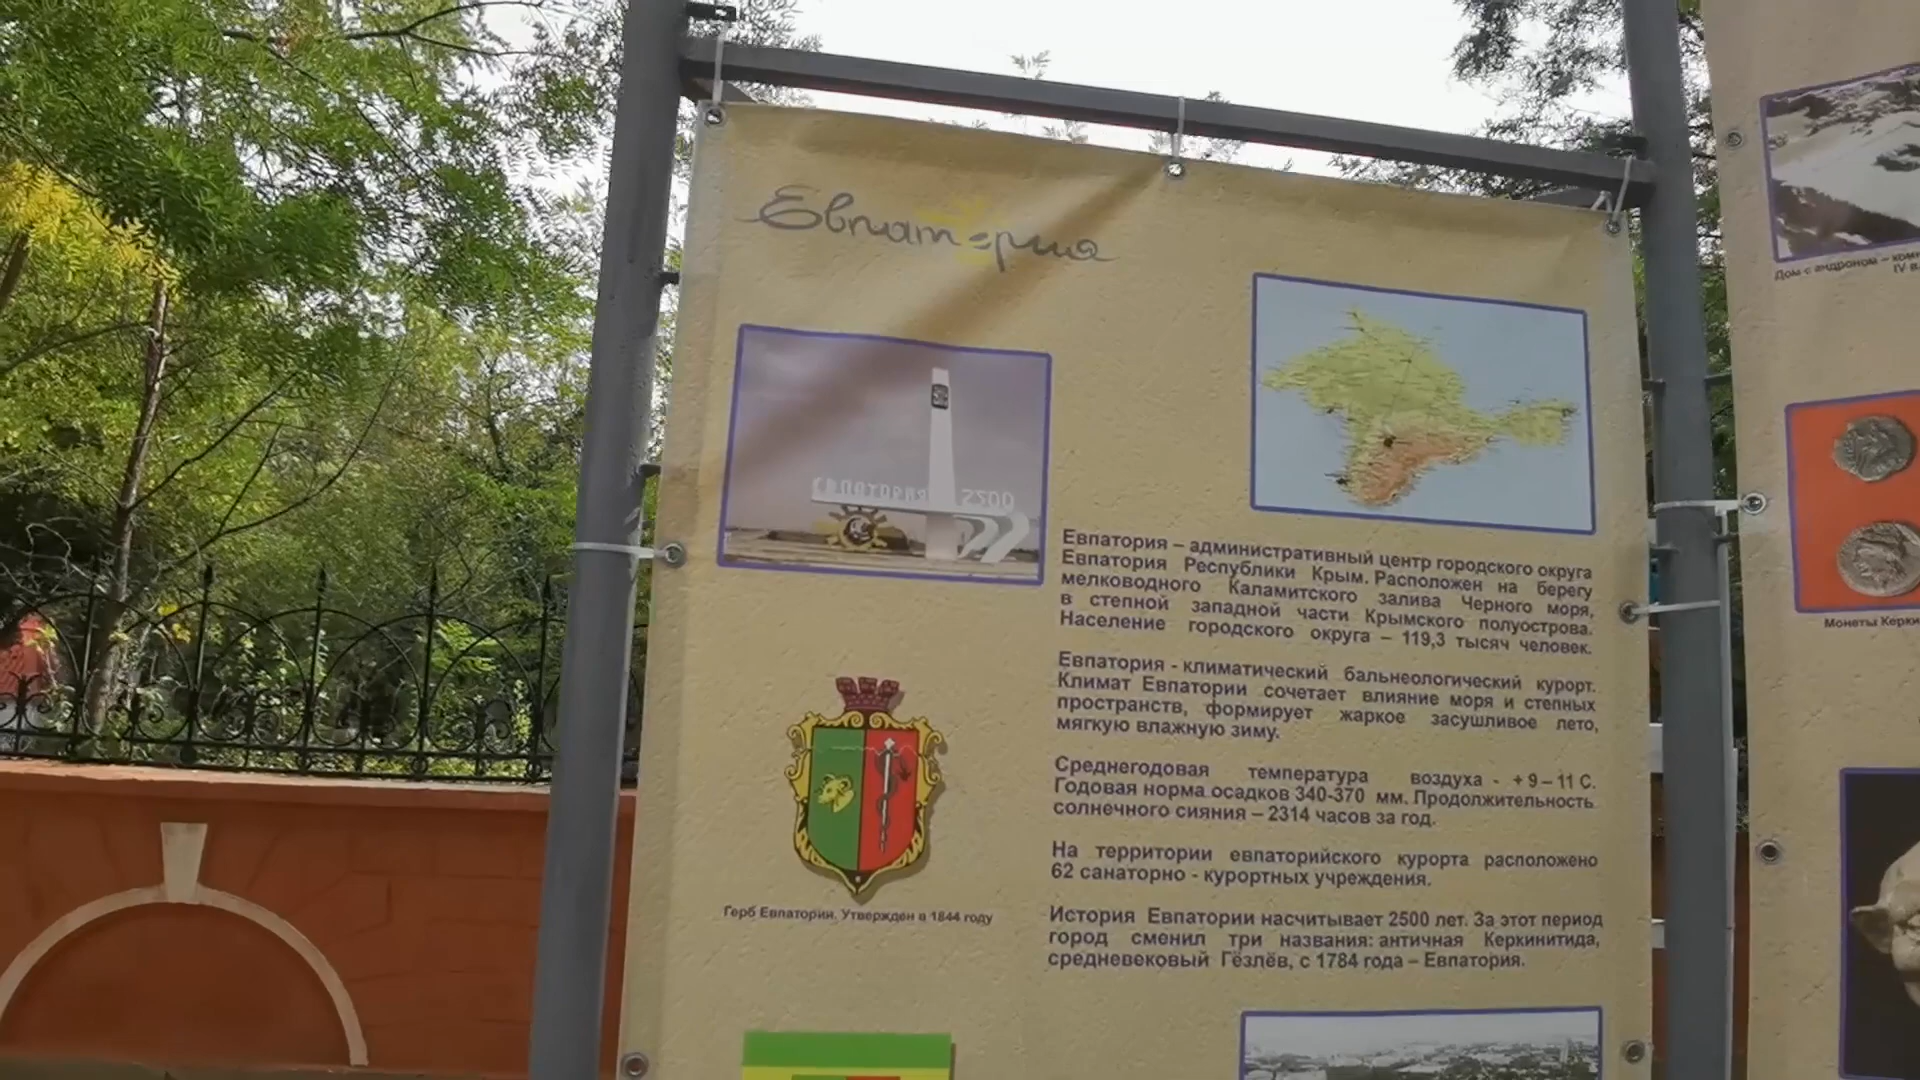 Евпатория
ЕВПАТОРИЯ 2500
Евпатория – административный центр городского округа
Евпатория Республики Крым. Расположен на берегу
мелководного Каламитского залива Черного моря,
в степной западной части Крымского полуострова.
Население городского округа – 119,3 тысяч человек.
Евпатория - климатический бальнеологический курорт.
Климат Евпатории сочетает влияние моря и степных
пространств, формирует жаркое засушливое лето,
мягкую влажную зиму.
Среднегодовая температура воздуха - + 9 – 11 С.
Годовая норма осадков 340-370 мм. Продолжительность
солнечного сияния – 2314 часов за год.
На территории евпаторийского курорта расположено
62 санаторно - курортных учреждения.
Герб Евпатории. Утвержден в 1844 году
История Евпатории насчитывает 2500 лет. За этот период
город сменил три названия: античная Керкинитида,
средневековый Гёзлёв, с 1784 года – Евпатория.
Дом с андроном –
IV в.
Монеты